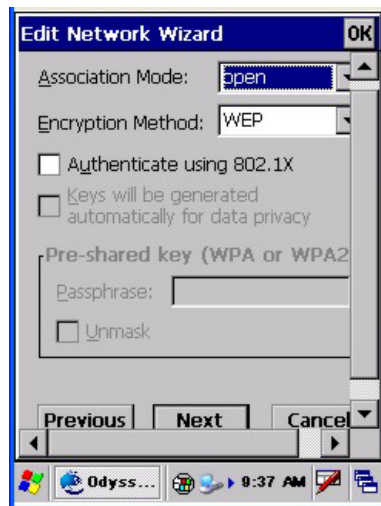 Edit Network Wizard OK
Association Mode: open
Encryption Method: WEP
Authenticate using 802.1X
Keys will be generated
automatically for data privacy
Pre-shared key (WPA or WPA2
Passphrase:
Unmask
Previous Next Cancel
Odyss... 9:37 AM